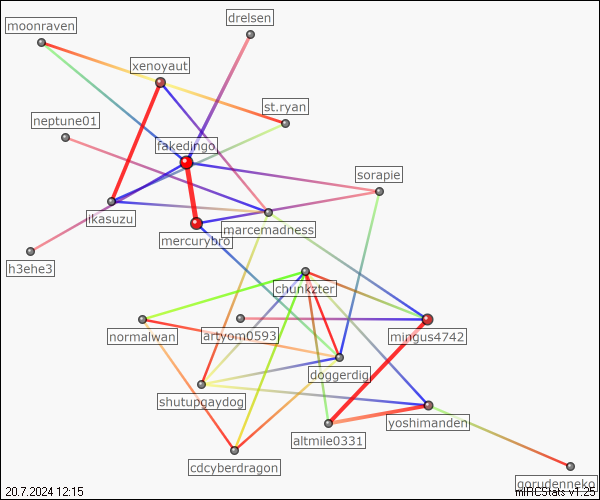 drelsen
moonraven
xenoyaut
st.ryan
neptune01
fakedingo
sorapie
ikasuzu
marcemadness
mercurybro
h3ehe3
chunkzter
normalwan
artyom0593
mingus4742
doggerdig
shutupgaydog
yoshimanden
altmile0331
cdcyberdragon
gorudenneko
20.7.2024 12:15
mIRCStats v1.25